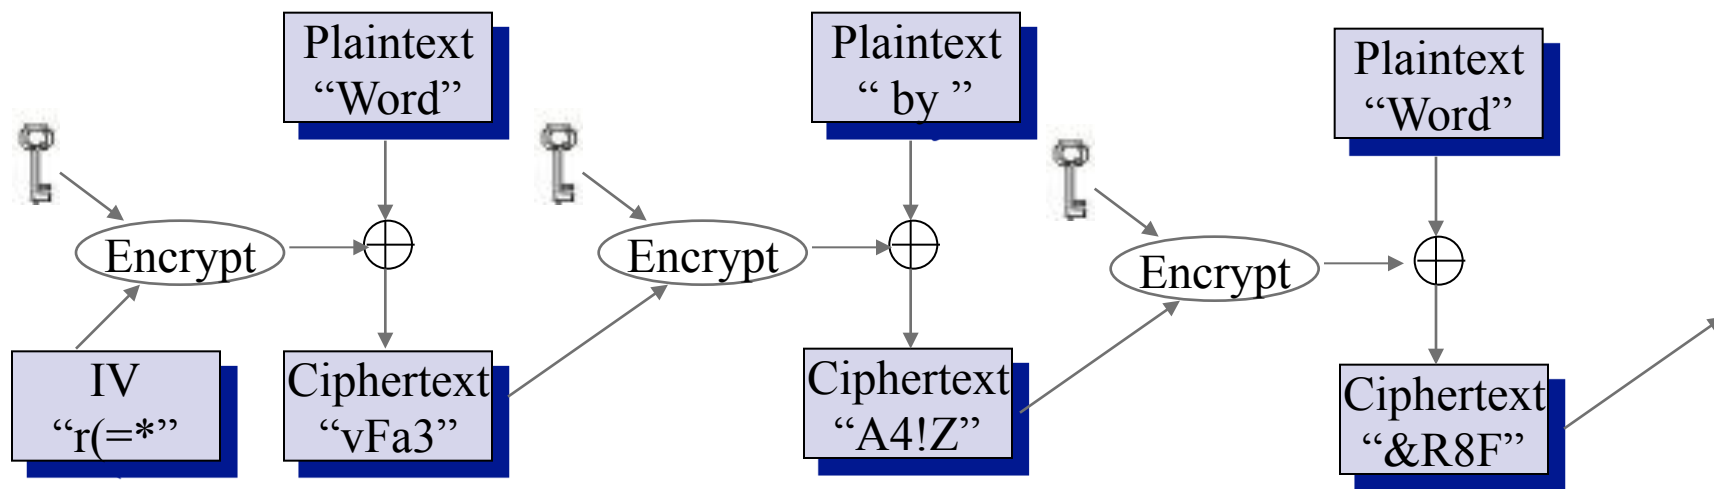 Plaintext
“Word”
Plaintext
“ by ”
Plaintext
“Word”
Encrypt
Encrypt
Encrypt
IV
“r(=*”
Ciphertext
“vFa3”
Ciphertext
“A4!Z”
Ciphertext
“&R8F”